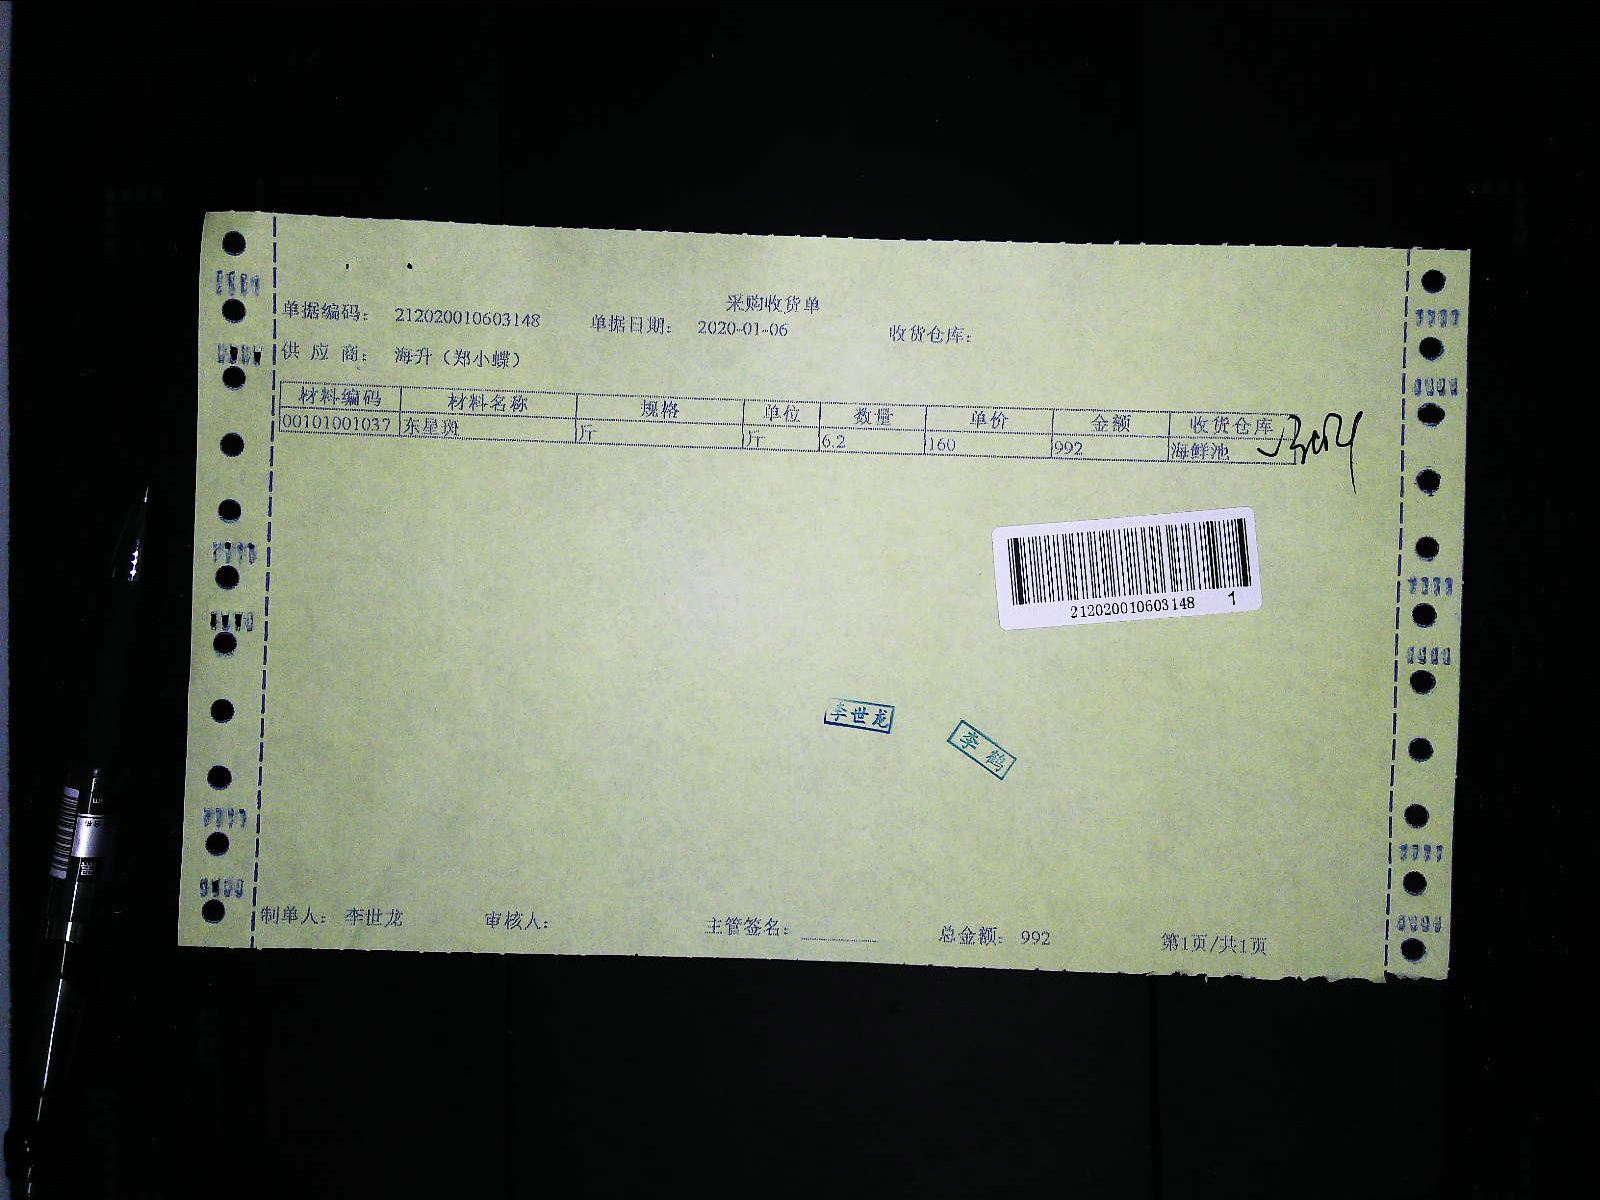 采购收货单
单据编码： 212020010603148 单据日期： 2020-01-06 收货仓库：
供 应 商： 海升（郑小蝶）
材料编码 材料名称 规格 单位 数量 单价 金额 收货仓库
00101001037 东星斑 斤 斤 6.2 160 992 海鲜池
212020010603148 1
李世龙
李鹤
制单人： 李世龙 审核人： 主管签名： 总金额： 992 第1页/共1页